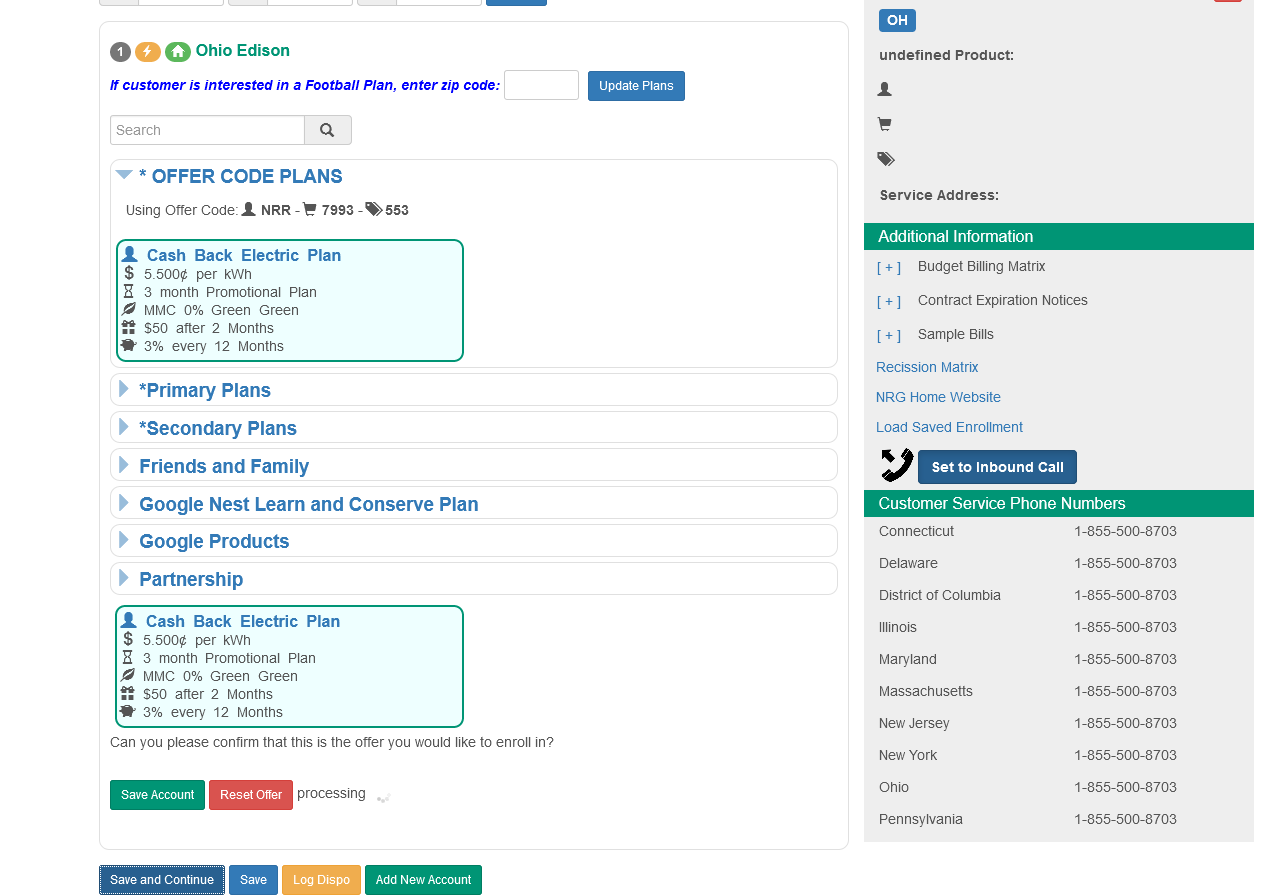 1 Ohio Edison
If customer is interested in a Football Plan, enter zip code: Update Plans
Search
* OFFER CODE PLANS
Using Offer Code: NRR - 7993 - 553
Cash Back Electric Plan
5.500¢ per kWh
3 month Promotional Plan
MMC 0% Green Green
$50 after 2 Months
3% every 12 Months
*Primary Plans
*Secondary Plans
Friends and Family
Google Nest Learn and Conserve Plan
Google Products
Partnership
Cash Back Electric Plan
5.500¢ per kWh
3 month Promotional Plan
MMC 0% Green Green
$50 after 2 Months
3% every 12 Months
Can you please confirm that this is the offer you would like to enroll in?
Save Account Reset Offer processing
Save and Continue Save Log Dispo Add New Account
OH
undefined Product:
Service Address:
Additional Information
[ + ] Budget Billing Matrix
[ + ] Contract Expiration Notices
[ + ] Sample Bills
Recission Matrix
NRG Home Website
Load Saved Enrollment
Set to Inbound Call
Customer Service Phone Numbers
Connecticut 1-855-500-8703
Delaware 1-855-500-8703
District of Columbia 1-855-500-8703
Illinois 1-855-500-8703
Maryland 1-855-500-8703
Massachusetts 1-855-500-8703
New Jersey 1-855-500-8703
New York 1-855-500-8703
Ohio 1-855-500-8703
Pennsylvania 1-855-500-8703